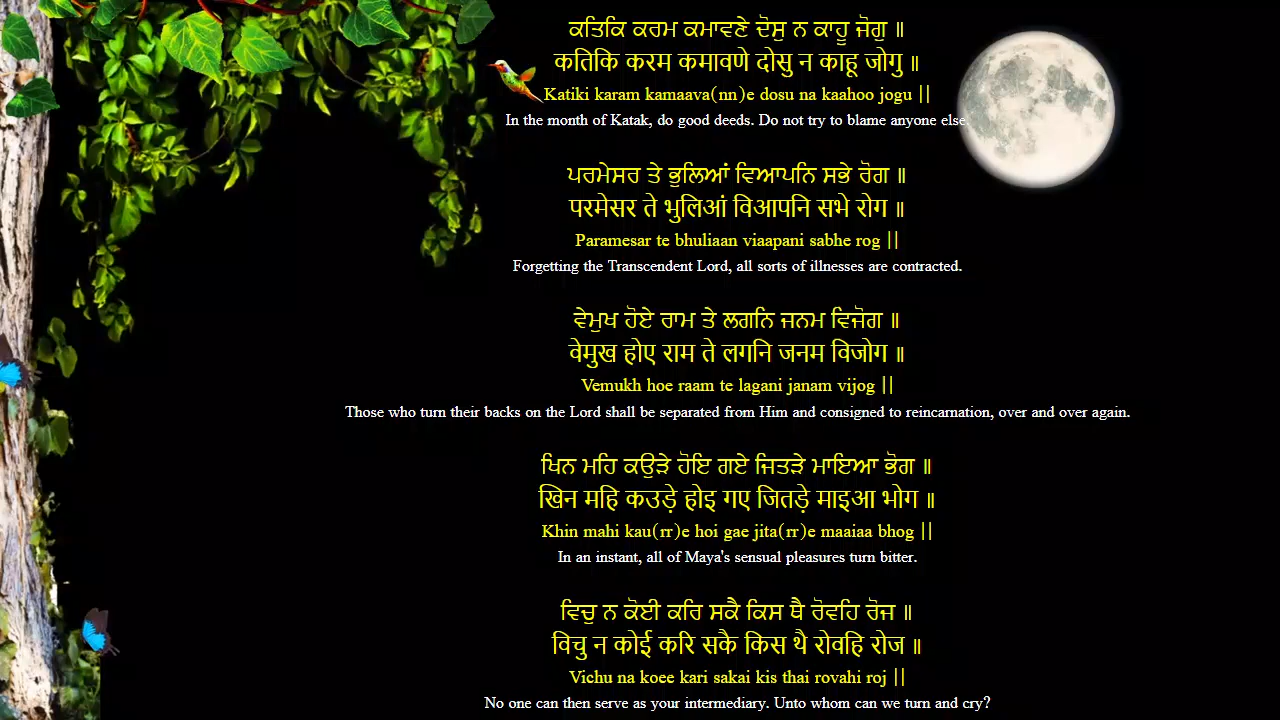 ਕਤਿਕਿ ਕਰਮ ਕਮਾਵਣੇ ਦੋਸੁ ਨ ਕਾਹੂ ਜੋਗੁ ॥
कतिकि करम कमावणे दोसु न काहू जोगु ॥
Katiki karam kamaava(nn)e dosu na kaahoo jogu ||
In the month of Katak, do good deeds. Do not try to blame anyone else.
ਪਰਮੇਸਰ ਤੇ ਭੁਲਿਆਂ ਵਿਆਪਨਿ ਸਭੇ ਰੋਗ ॥
परमेसर ते भुलिआं विआपनि सभे रोग ॥
Paramesar te bhuliaan viaapani sabhe rog ||
Forgetting the Transcendent Lord, all sorts of illnesses are contracted.
ਵੇਮੁਖ ਹੋਏ ਰਾਮ ਤੇ ਲਗਨਿ ਜਨਮ ਵਿਜੋਗ ॥
वेमुख होए राम ते लगनि जनम विजोग ॥
Vemukh hoe raam te lagani janam vijog ||
Those who turn their backs on the Lord shall be separated from Him and consigned to reincarnation, over and over again.
ਖਿਨ ਮਹਿ ਕਉੜੇ ਹੋਇ ਗਏ ਜਿਤੜੇ ਮਾਇਆ ਭੋਗ ॥
खिन महि कउड़े होइ गए जितड़े माइआ भोग ॥
Khin mahi kau(rr)e hoi gae jita(rr)e maaiaa bhog ||
In an instant, all of Maya's sensual pleasures turn bitter.
ਵਿਚੁ ਨ ਕੋਈ ਕਰਿ ਸਕੈ ਕਿਸ ਥੈ ਰੋਵਹਿ ਰੋਜ ॥
विचु न कोई करि सकै किस थै रोवहि रोज ॥
Vichu na koee kari sakai kis thai rovahi roj ||
No one can then serve as your intermediary. Unto whom can we turn and cry?